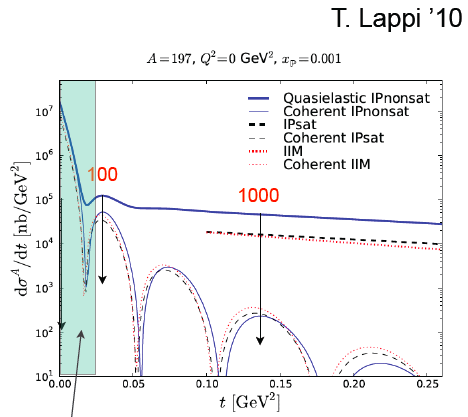 T. Lappi ’10
A=197, Q²=0 GeV², x_ℙ=0.001
10⁷
10⁶
10⁵
10⁴
10³
10²
10¹
dσᴬ/dt [nb/GeV²]
Quasielastic IPnonsat
Coherent IPnonsat
IPsat
Coherent IPsat
IIM
Coherent IIM
100
1000
0.00 0.05 0.10 0.15 0.20 0.25
t [GeV²]